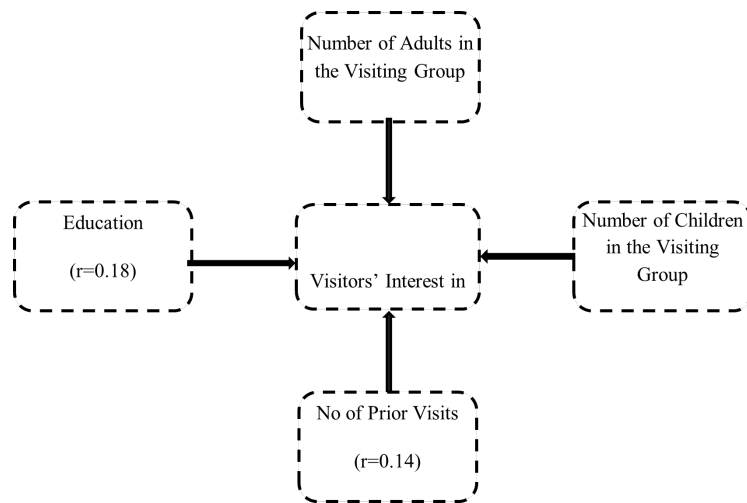 Number of Adults in
the Visiting Group
Education
(r=0.18)
Visitors’ Interest in
Number of Children
in the Visiting
Group
No of Prior Visits
(r=0.14)